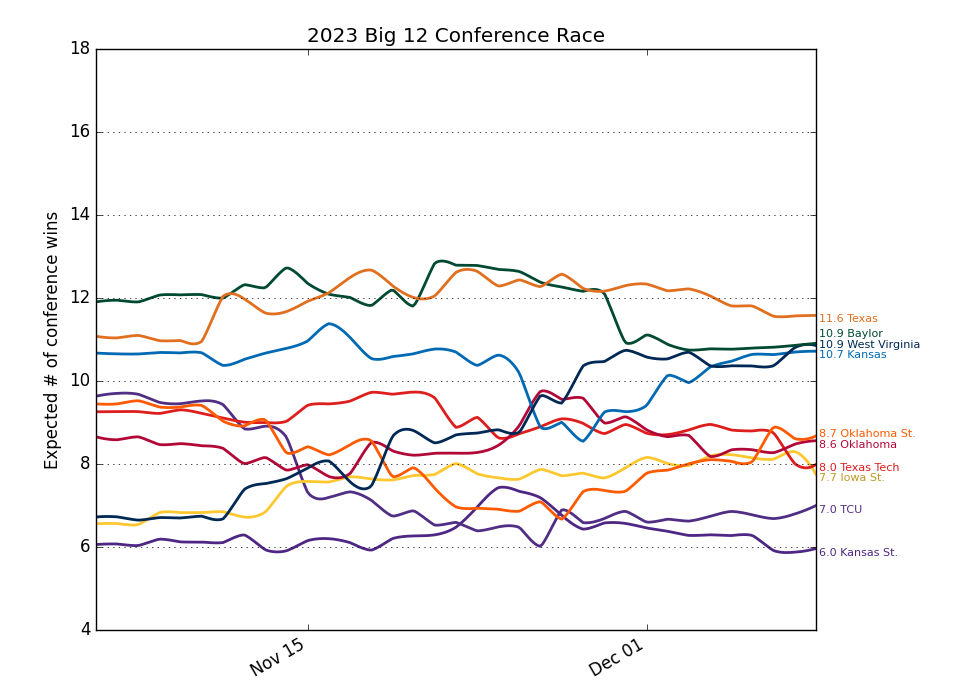 2023 Big 12 Conference Race
Expected # of conference wins
18
16
14
12
10
8
6
4
Nov 15
Dec 01
11.6 Texas
10.9 Baylor
10.9 West Virginia
10.7 Kansas
8.7 Oklahoma St.
8.6 Oklahoma
8.0 Texas Tech
7.7 Iowa St.
7.0 TCU
6.0 Kansas St.